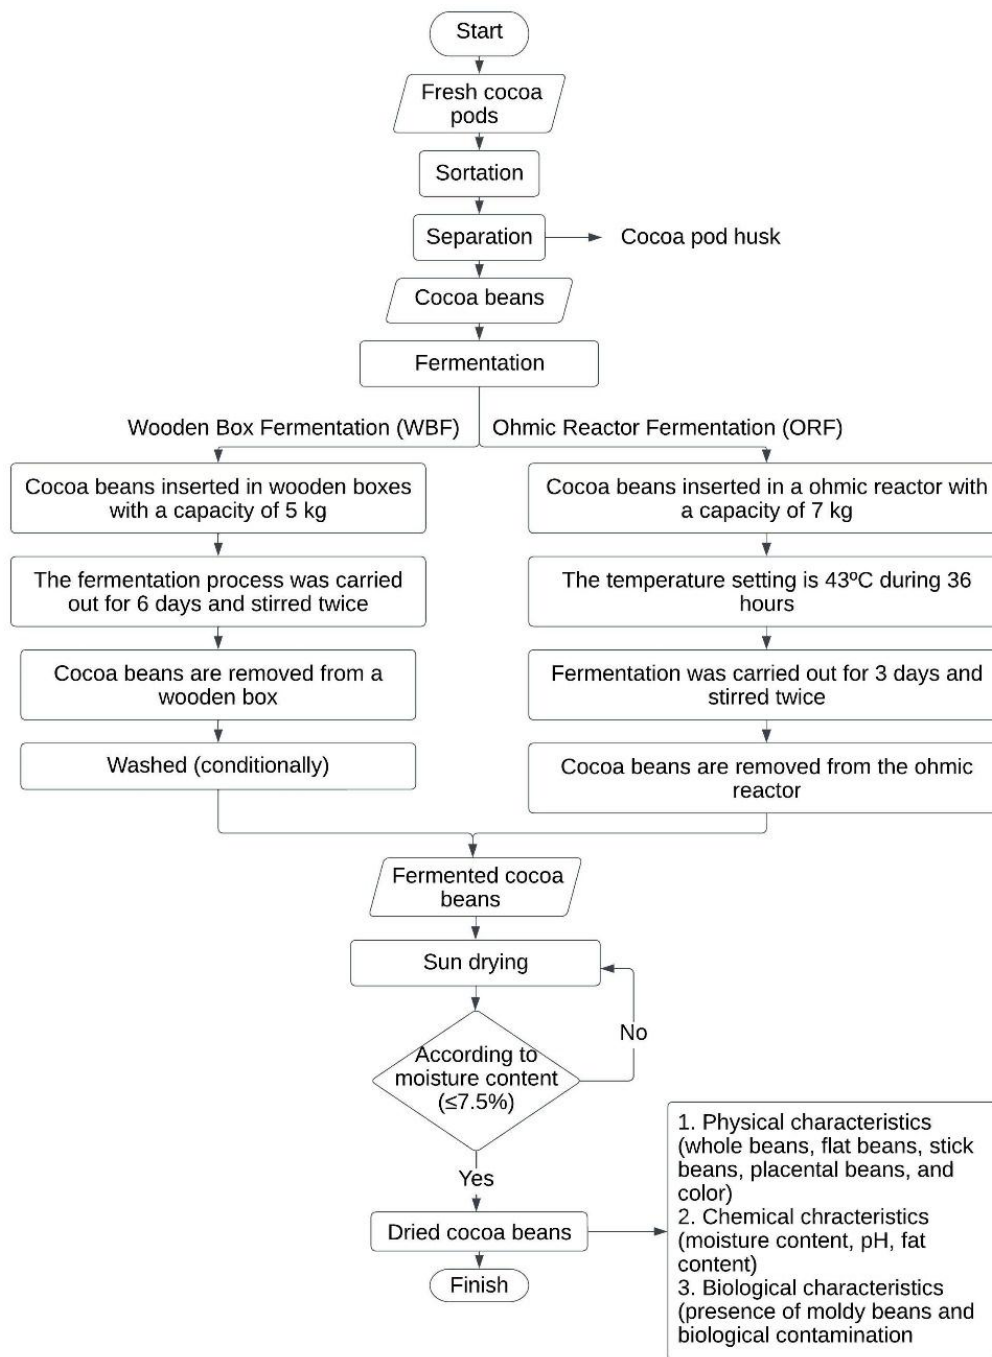 Start
Fresh cocoa
pods
Sortation
Separation
Cocoa pod husk
Cocoa beans
Fermentation
Wooden Box Fermentation (WBF)
Ohmic Reactor Fermentation (ORF)
Cocoa beans inserted in wooden boxes
with a capacity of 5 kg
The fermentation process was carried
out for 6 days and stirred twice
Cocoa beans are removed from a
wooden box
Washed (conditionally)
Cocoa beans inserted in a ohmic reactor with
a capacity of 7 kg
The temperature setting is 43ºC during 36
hours
Fermentation was carried out for 3 days and
stirred twice
Cocoa beans are removed from the ohmic
reactor
Fermented cocoa
beans
Sun drying
According to
moisture content
(≤7.5%)
No
Yes
Dried cocoa beans
1. Physical characteristics
(whole beans, flat beans, stick
beans, placental beans, and
color)
2. Chemical chracteristics
(moisture content, pH, fat
content)
3. Biological characteristics
(presence of moldy beans and
biological contamination
Finish